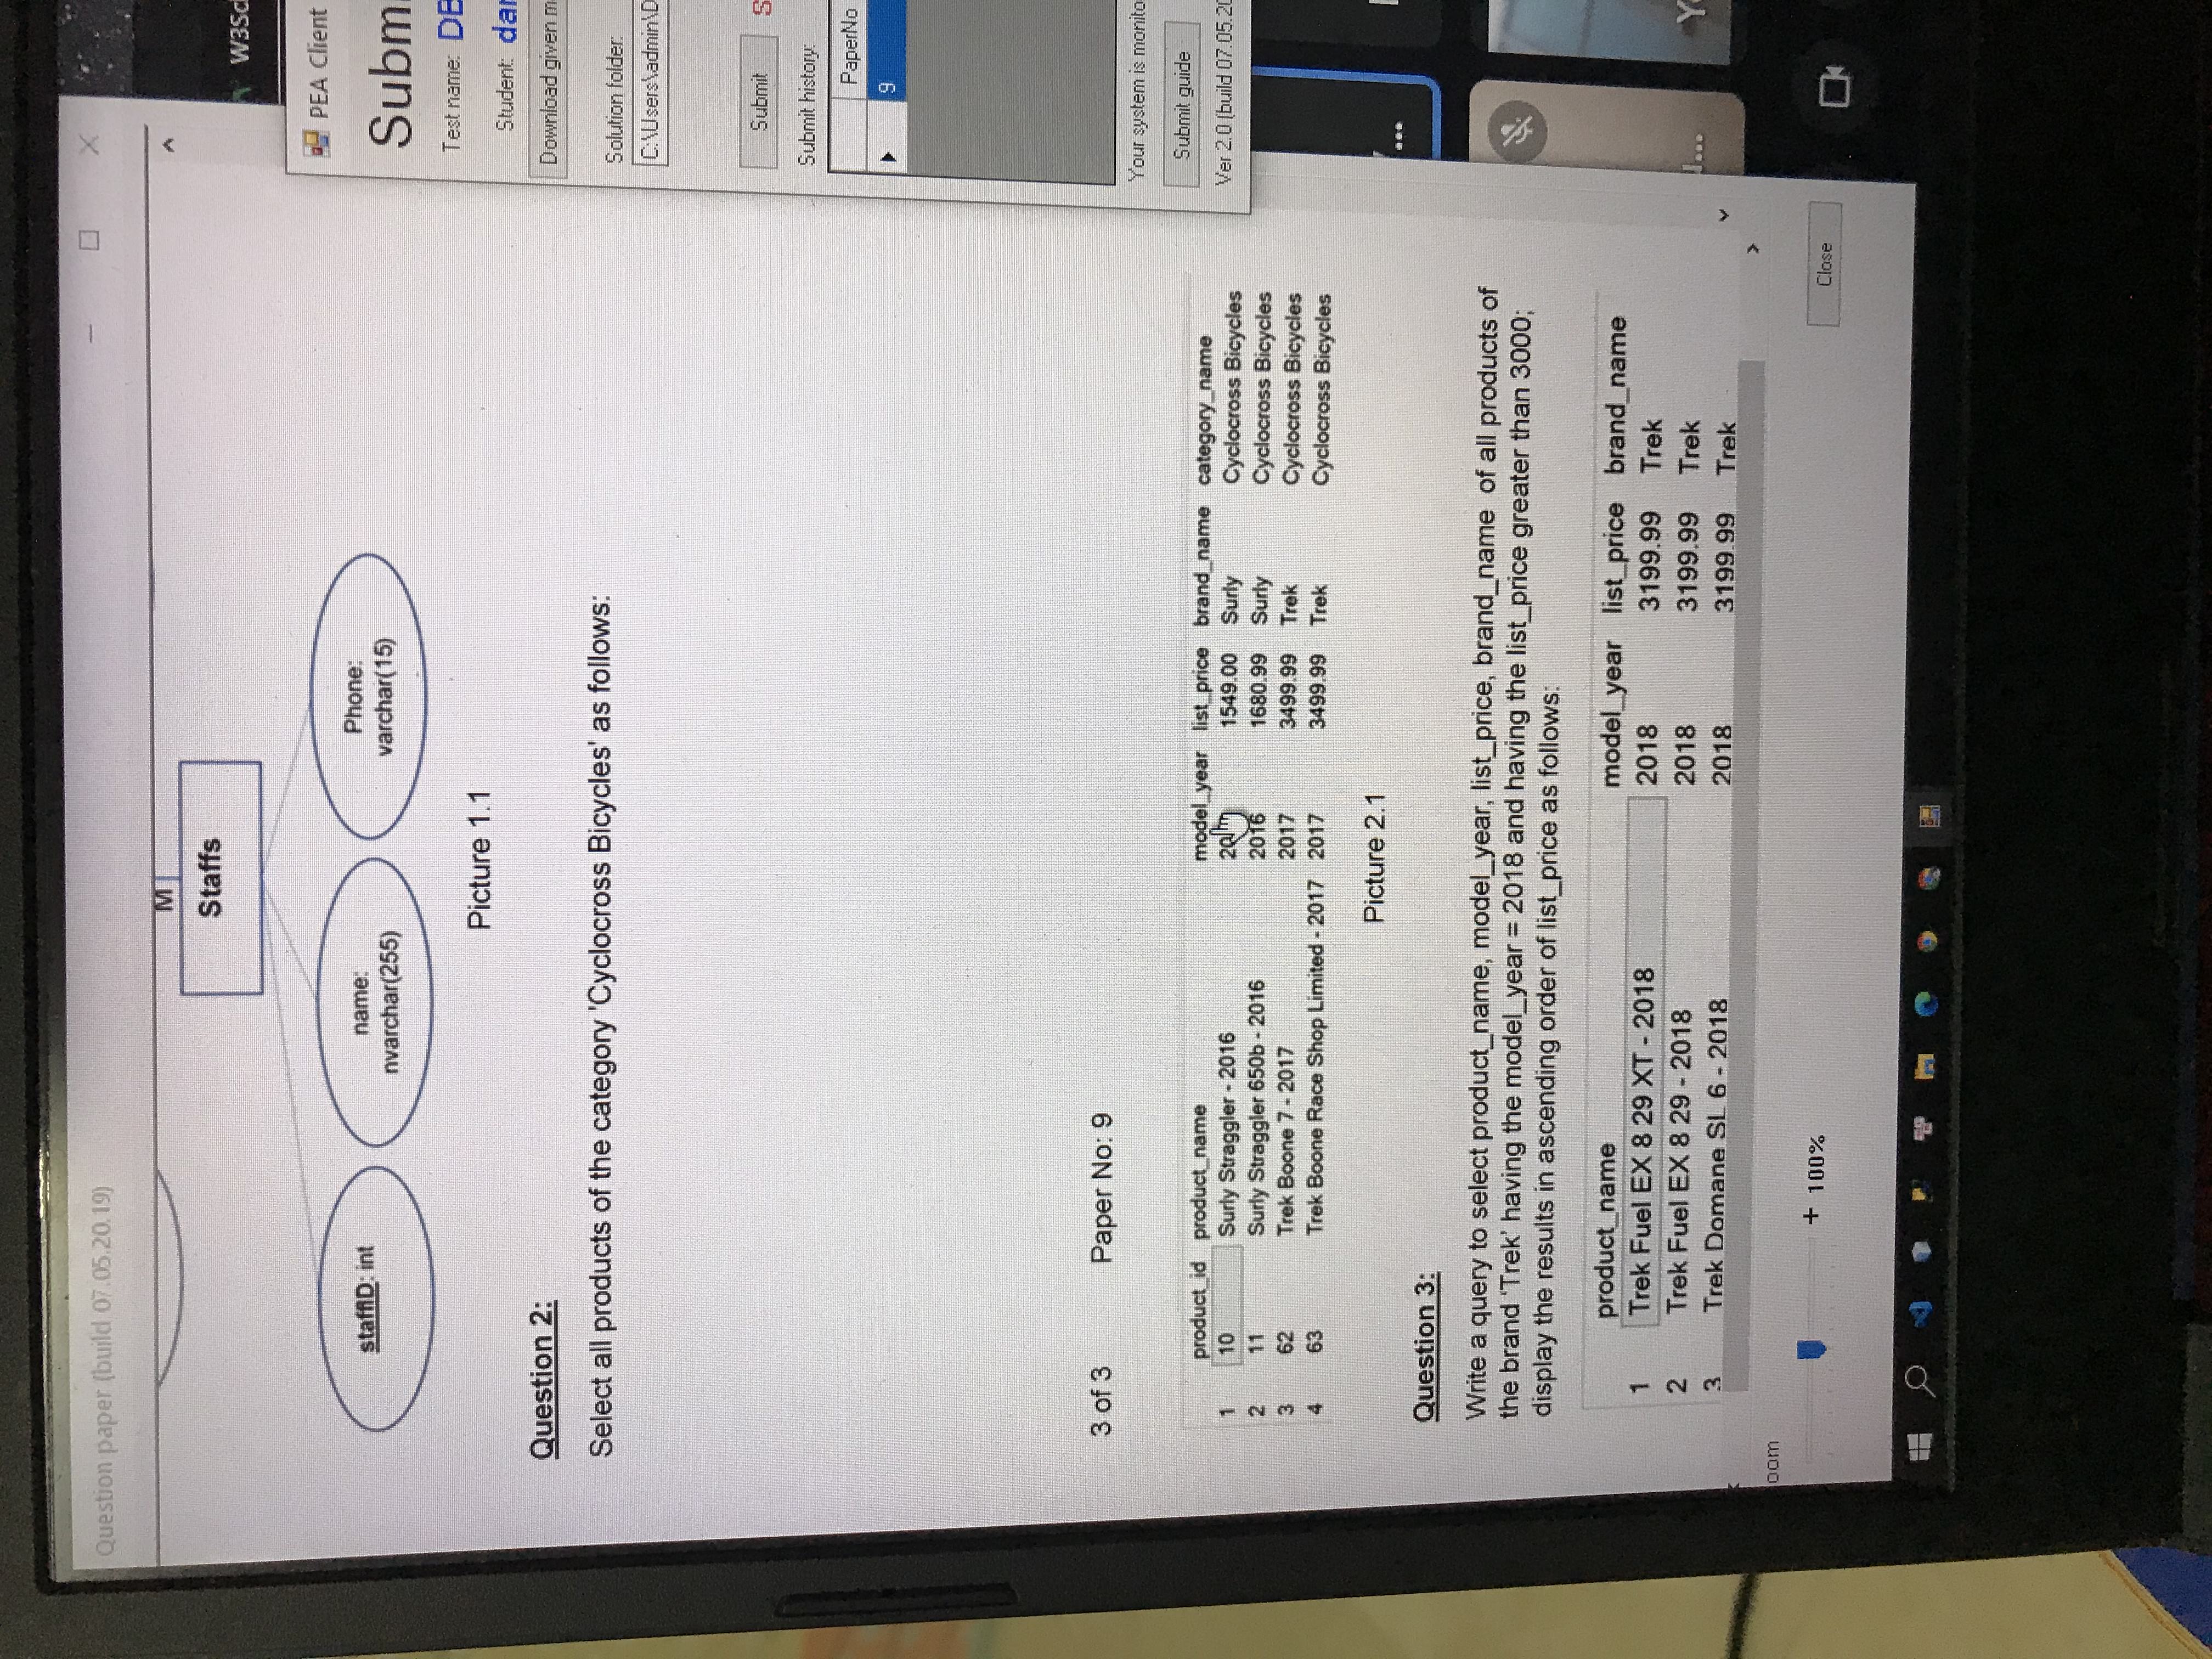 Question paper (build 07.05.20.19)
M
Staffs
staffID: int
name:
nvarchar(255)
Phone:
varchar(15)
Picture 1.1
Question 2:
Select all products of the category 'Cyclocross Bicycles' as follows:
3 of 3 Paper No: 9
product_id product_name model_year list_price brand_name category_name
1 10 Surly Straggler - 2016 1549.00 Surly Cyclocross Bicycles
2 11 Surly Straggler 650b - 2016 2016 1680.99 Surly Cyclocross Bicycles
3 62 Trek Boone 7 - 2017 2017 3499.99 Trek Cyclocross Bicycles
4 63 Trek Boone Race Shop Limited - 2017 2017 3499.99 Trek Cyclocross Bicycles
Picture 2.1
Question 3:
Write a query to select product_name, model_year, list_price, brand_name of all products of
the brand 'Trek' having the model_year = 2018 and having the list_price greater than 3000;
display the results in ascending order of list_price as follows:
product_name model_year list_price brand_name
1 Trek Fuel EX 8 29 XT - 2018 2018 3199.99 Trek
2 Trek Fuel EX 8 29 - 2018 2018 3199.99 Trek
3 Trek Domane SL 6 - 2018 2018 3199.99 Trek
oom
+ 100%
Close
W3Sc
PEA Client
Subm
Test name: DB
Student: dan
Download given m
Solution folder:
C:\Users\admin\D
Submit S
Submit history:
PaperNo
9
Your system is monito
Submit guide
Ver 2.0 (build 07.05.20